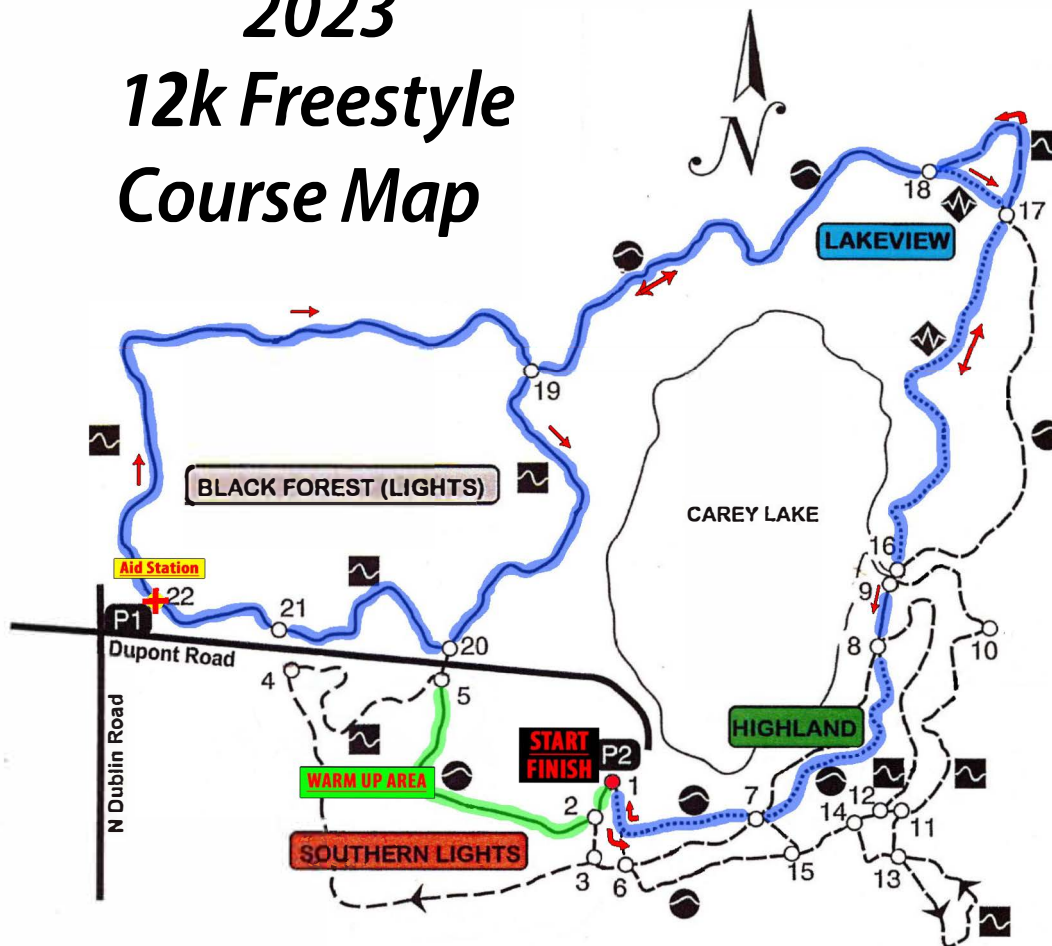 2023
12k Freestyle
Course Map
N
18
17
LAKEVIEW
19
BLACK FOREST (LIGHTS)
CAREY LAKE
16
9
Aid Station
22
21
P1
20
8
10
Dupont Road
4
5
N Dublin Road
HIGHLAND
START
FINISH
P2
WARM UP AREA
1
2
7
12
14
11
SOUTHERN LIGHTS
3
6
15
13